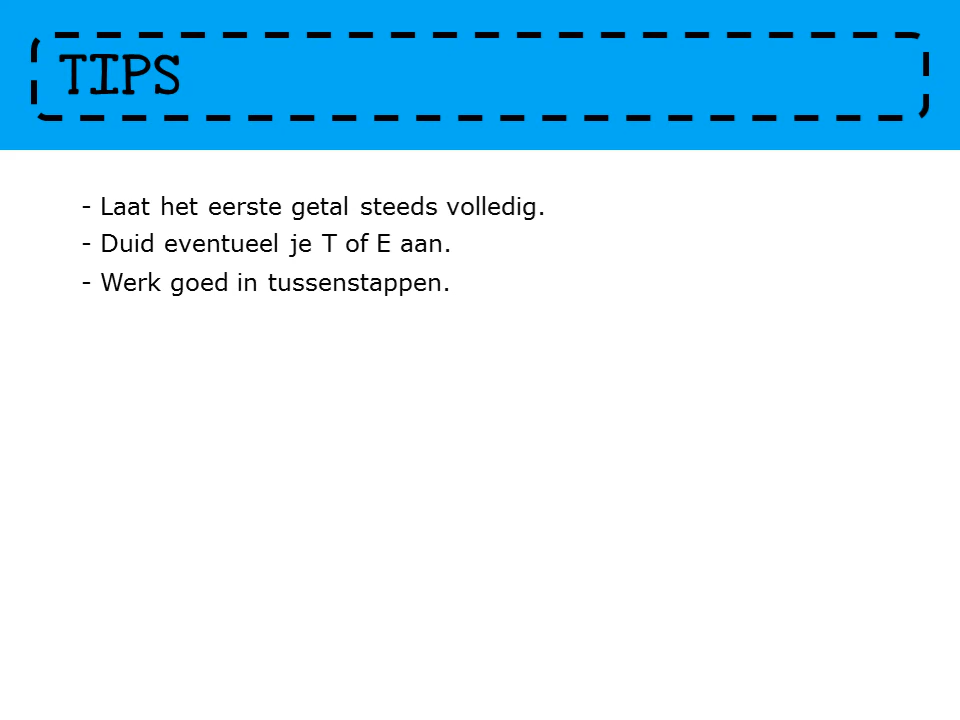 TIPS
- Laat het eerste getal steeds volledig.
- Duid eventueel je T of E aan.
- Werk goed in tussenstappen.